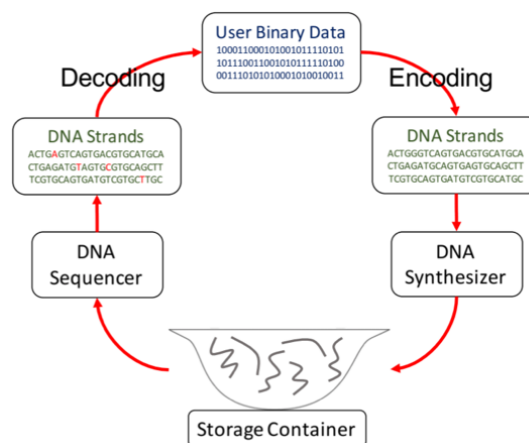 User Binary Data
100011000101001011110101
101110011001010111110100
001110101010001010010011
Decoding
Encoding
DNA Strands
ACTGAGTCAGTGACGTGCATGCA
CTGAGATGTAGTGCGTGCAGCTT
TCGTGCAGTGATGTCGTGCTTGC
DNA Strands
ACTGGGTCAGTGACGTGCATGCA
CTGAGATGCAGTGAGTGCAGCTT
TCGTGCAGTGATGTCGTGCATGC
DNA
Sequencer
DNA
Synthesizer
Storage Container